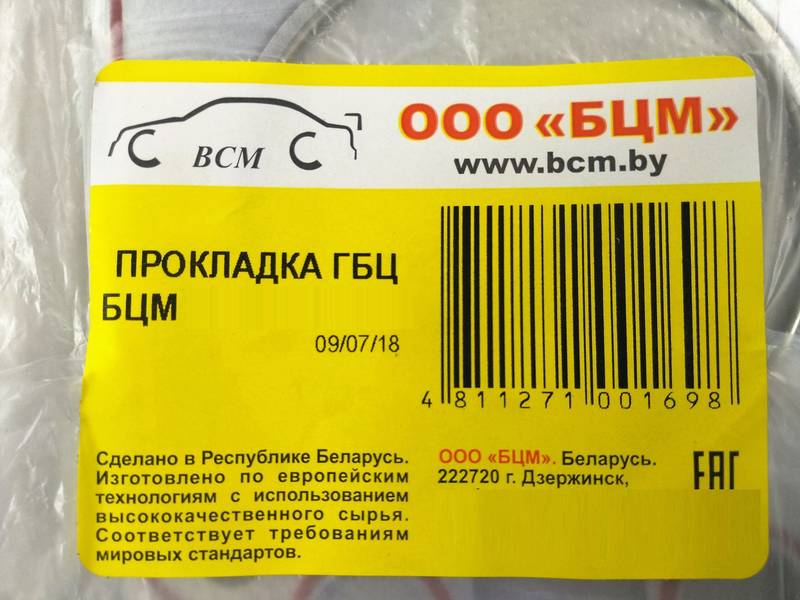 BCM
ООО «БЦМ»
www.bcm.by
ПРОКЛАДКА ГБЦ
БЦМ
09/07/18
4 811271 001698
Сделано в Республике Беларусь.
Изготовлено по европейским
технологиям с использованием
высококачественного сырья.
Соответствует требованиям
мировых стандартов.
ООО «БЦМ». Беларусь.
222720 г. Дзержинск,
EAC